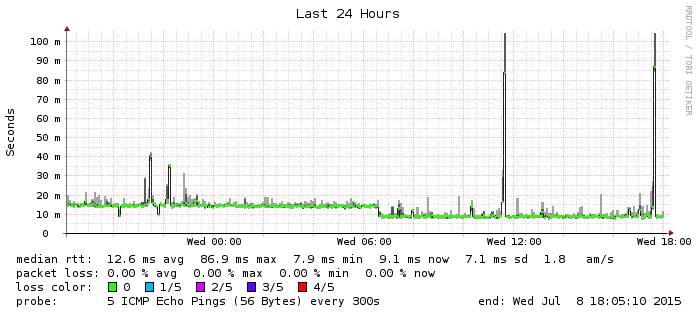 Last 24 Hours
RRDTOOL / TOBI OETIKER
Seconds
100 m
90 m
80 m
70 m
60 m
50 m
40 m
30 m
20 m
10 m
0
Wed 00:00 Wed 06:00 Wed 12:00 Wed 18:00
median rtt: 12.6 ms avg 86.9 ms max 7.9 ms min 9.1 ms now 7.1 ms sd 1.8 am/s
packet loss: 0.00 % avg 0.00 % max 0.00 % min 0.00 % now
loss color: 0 1/5 2/5 3/5 4/5
probe: 5 ICMP Echo Pings (56 Bytes) every 300s end: Wed Jul 8 18:05:10 2015